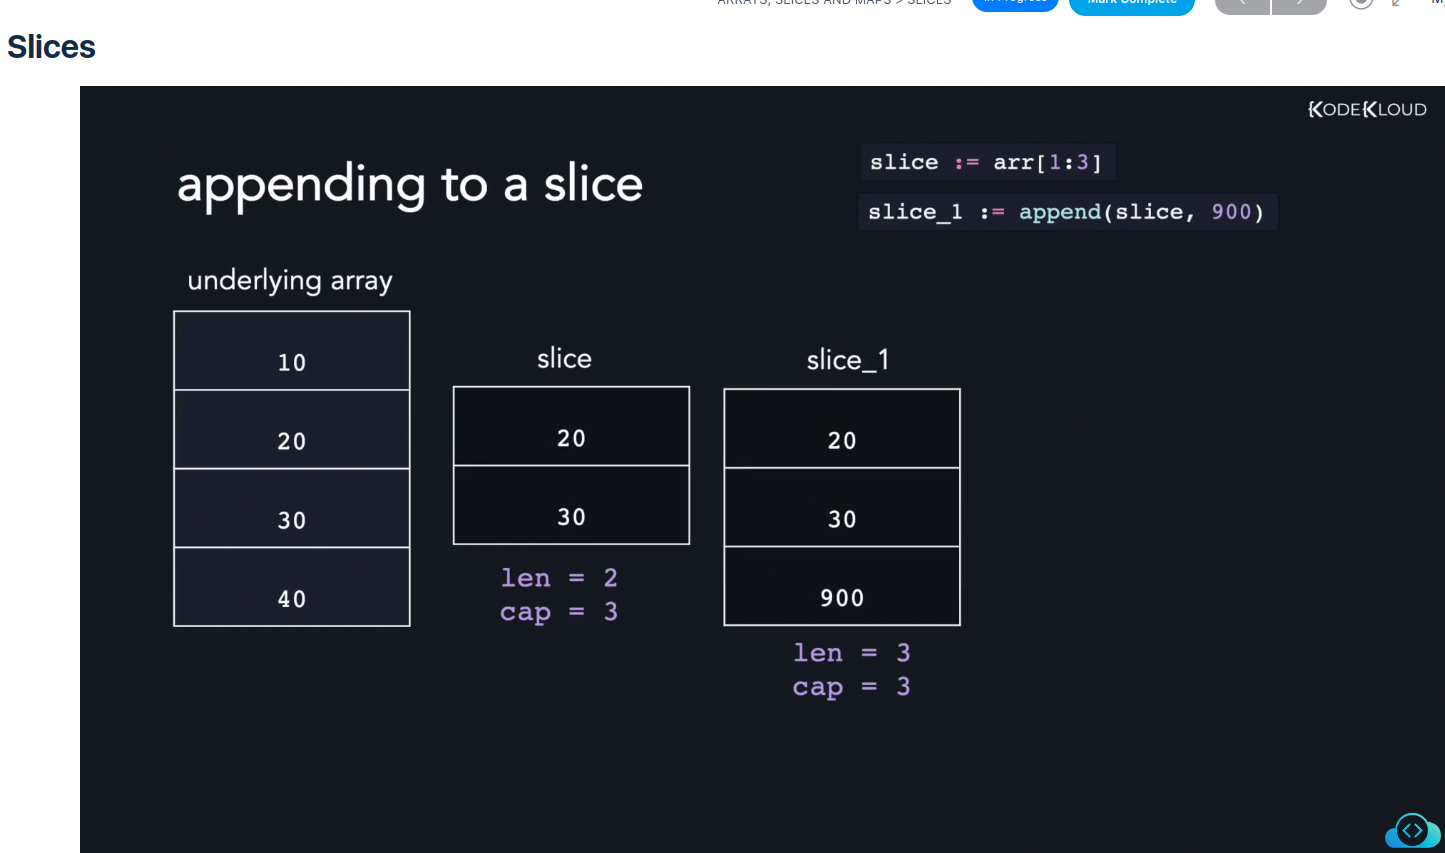 ARRAYS, SLICES AND MAPS > SLICES
In Progress
Mark Complete
Slices
KODEKLOUD
appending to a slice
slice := arr[1:3]
slice_1 := append(slice, 900)
underlying array
10
20
30
40
slice
20
30
len = 2
cap = 3
slice_1
20
30
900
len = 3
cap = 3